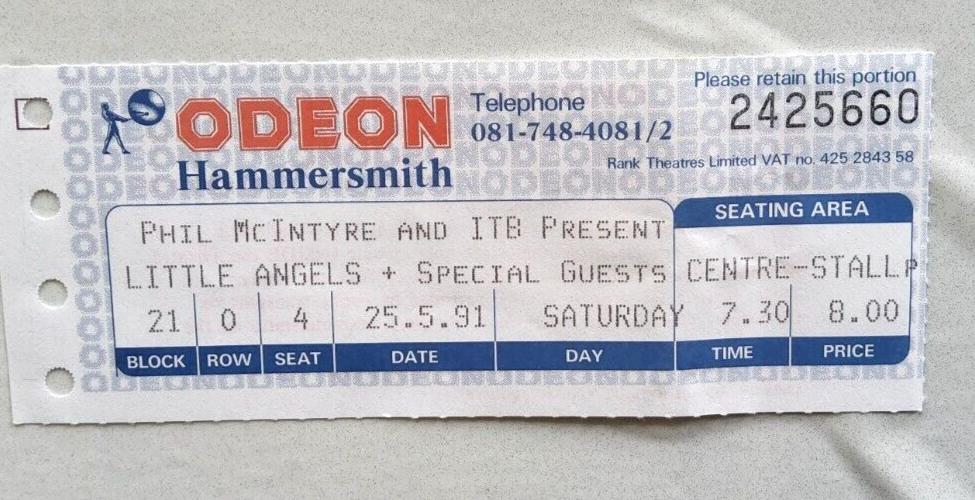 Please retain this portion
ODEON
Telephone
2425660
081-748-4081/2
Hammersmith
Rank Theatres Limited VAT no. 425 2843 58
PHIL McINTYRE AND ITB PRESENT
SEATING AREA
LITTLE ANGELS + SPECIAL GUESTS CENTRE-STALLP
21 O 4 25.5.91 SATURDAY 7.30 8.00
BLOCK ROW SEAT DATE DAY TIME PRICE